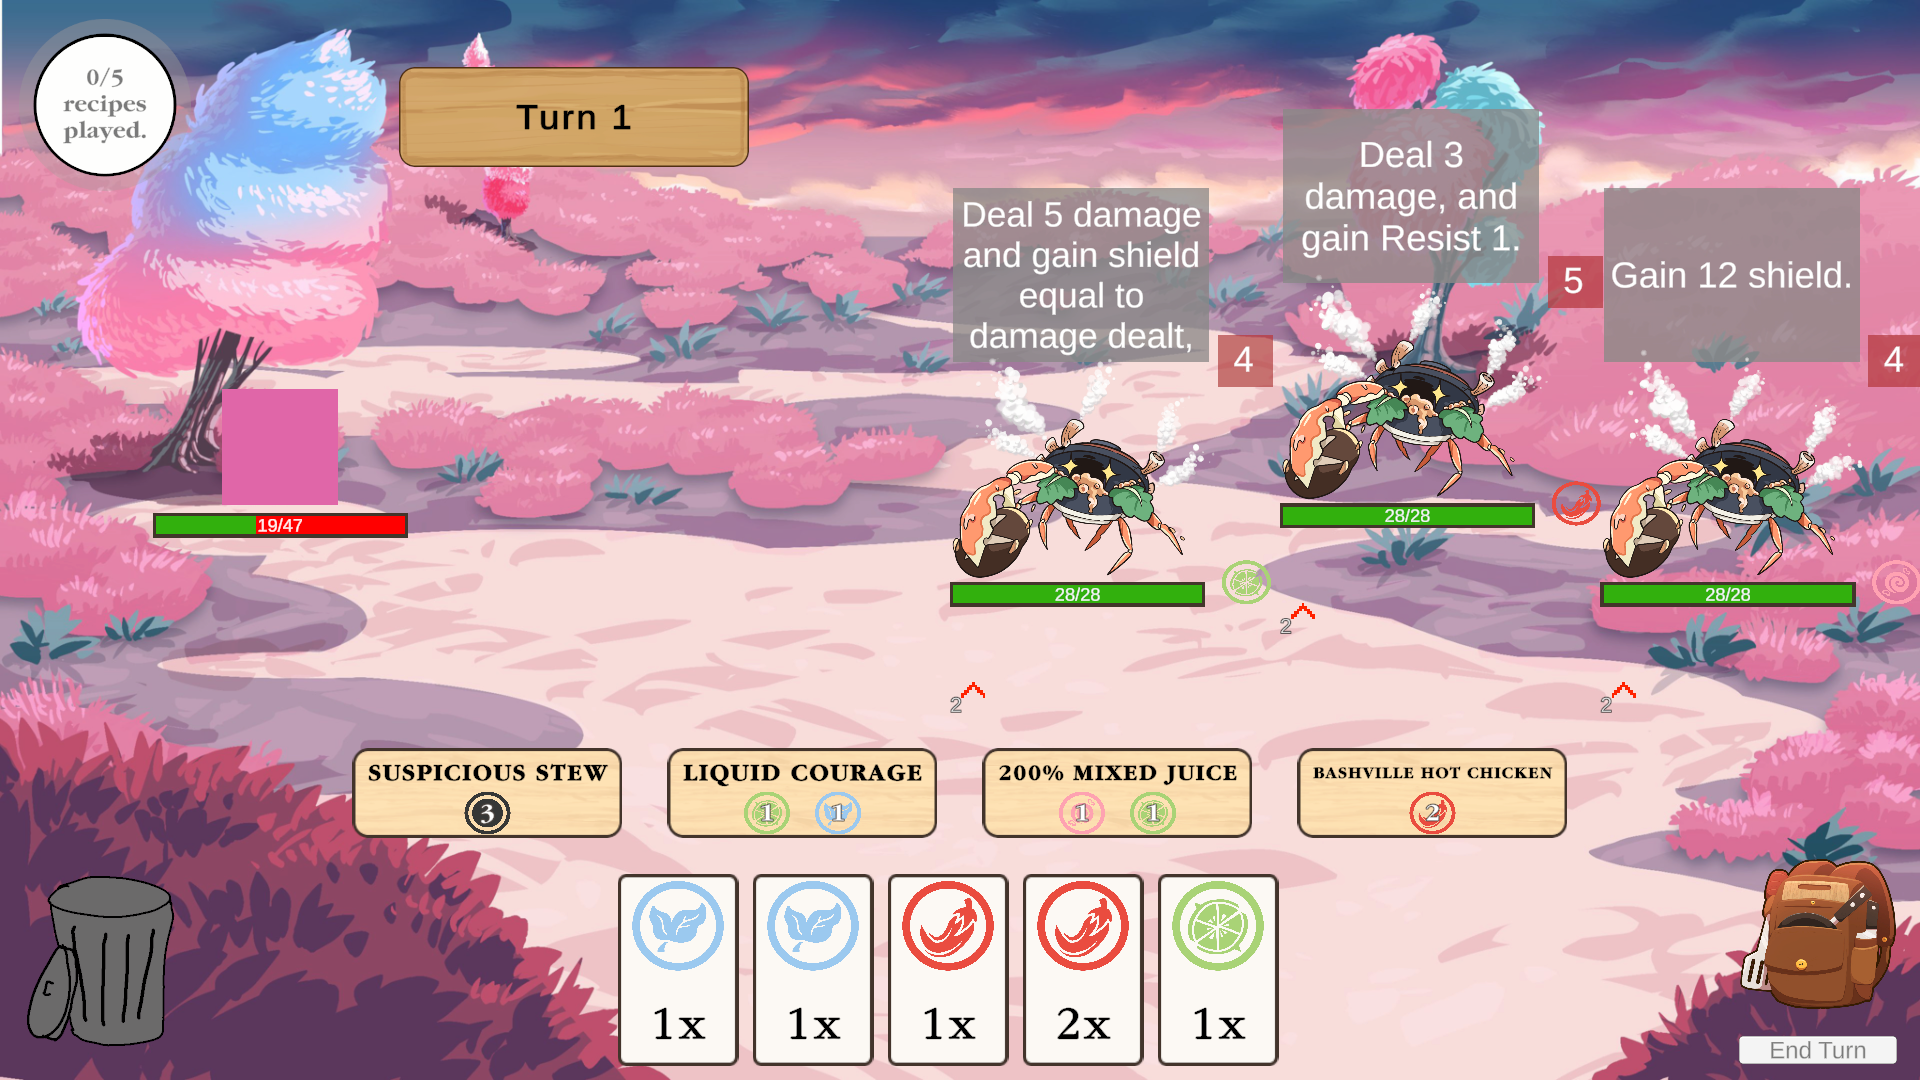 0/5
recipes
played.
Turn 1
Deal 5 damage
and gain shield
equal to
damage dealt,
4
Deal 3
damage, and
gain Resist 1.
5
Gain 12 shield.
4
19/47
28/28
28/28
28/28
2
2
2
SUSPICIOUS STEW
3
LIQUID COURAGE
1 1
200% MIXED JUICE
1 1
BASHVILLE HOT CHICKEN
2
1x
1x
1x
2x
1x
End Turn